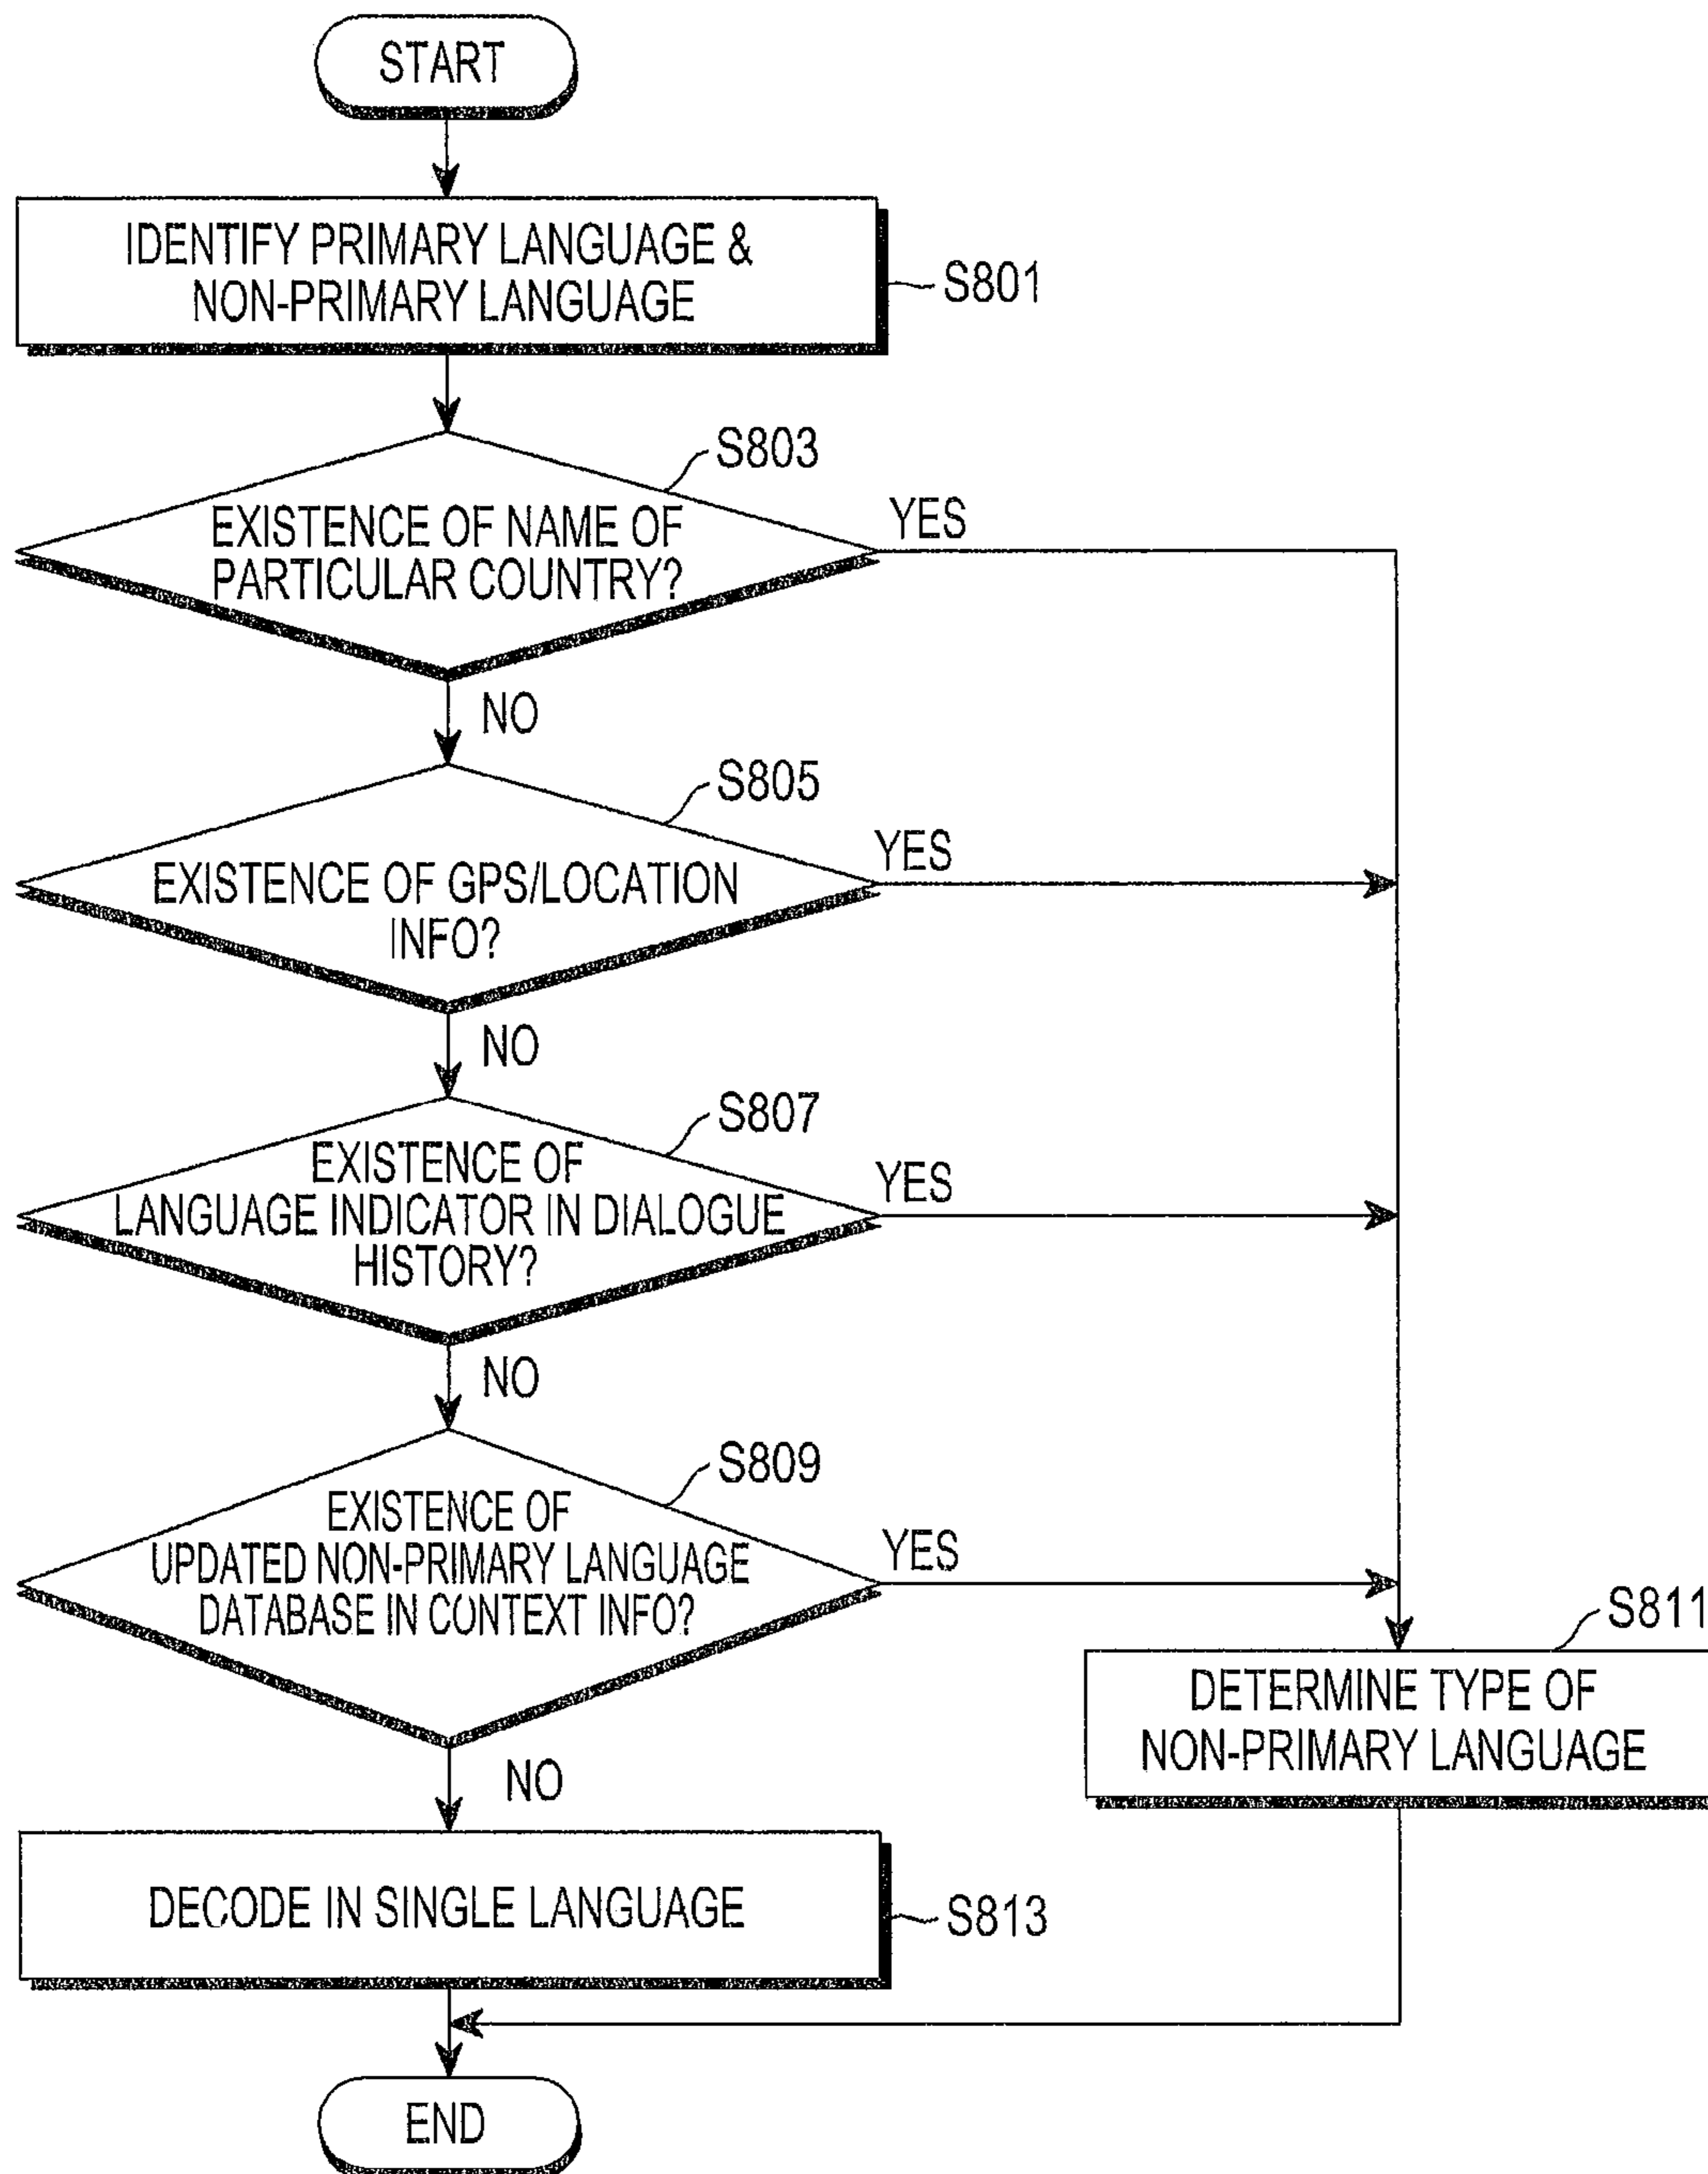 START
IDENTIFY PRIMARY LANGUAGE &
NON-PRIMARY LANGUAGE
S801
S803
EXISTENCE OF NAME OF
PARTICULAR COUNTRY?
YES
NO
S805
EXISTENCE OF GPS/LOCATION
INFO?
YES
NO
S807
EXISTENCE OF
LANGUAGE INDICATOR IN DIALOGUE
HISTORY?
YES
NO
S809
EXISTENCE OF
UPDATED NON-PRIMARY LANGUAGE
DATABASE IN CONTEXT INFO?
YES
S811
DETERMINE TYPE OF
NON-PRIMARY LANGUAGE
NO
DECODE IN SINGLE LANGUAGE
S813
END